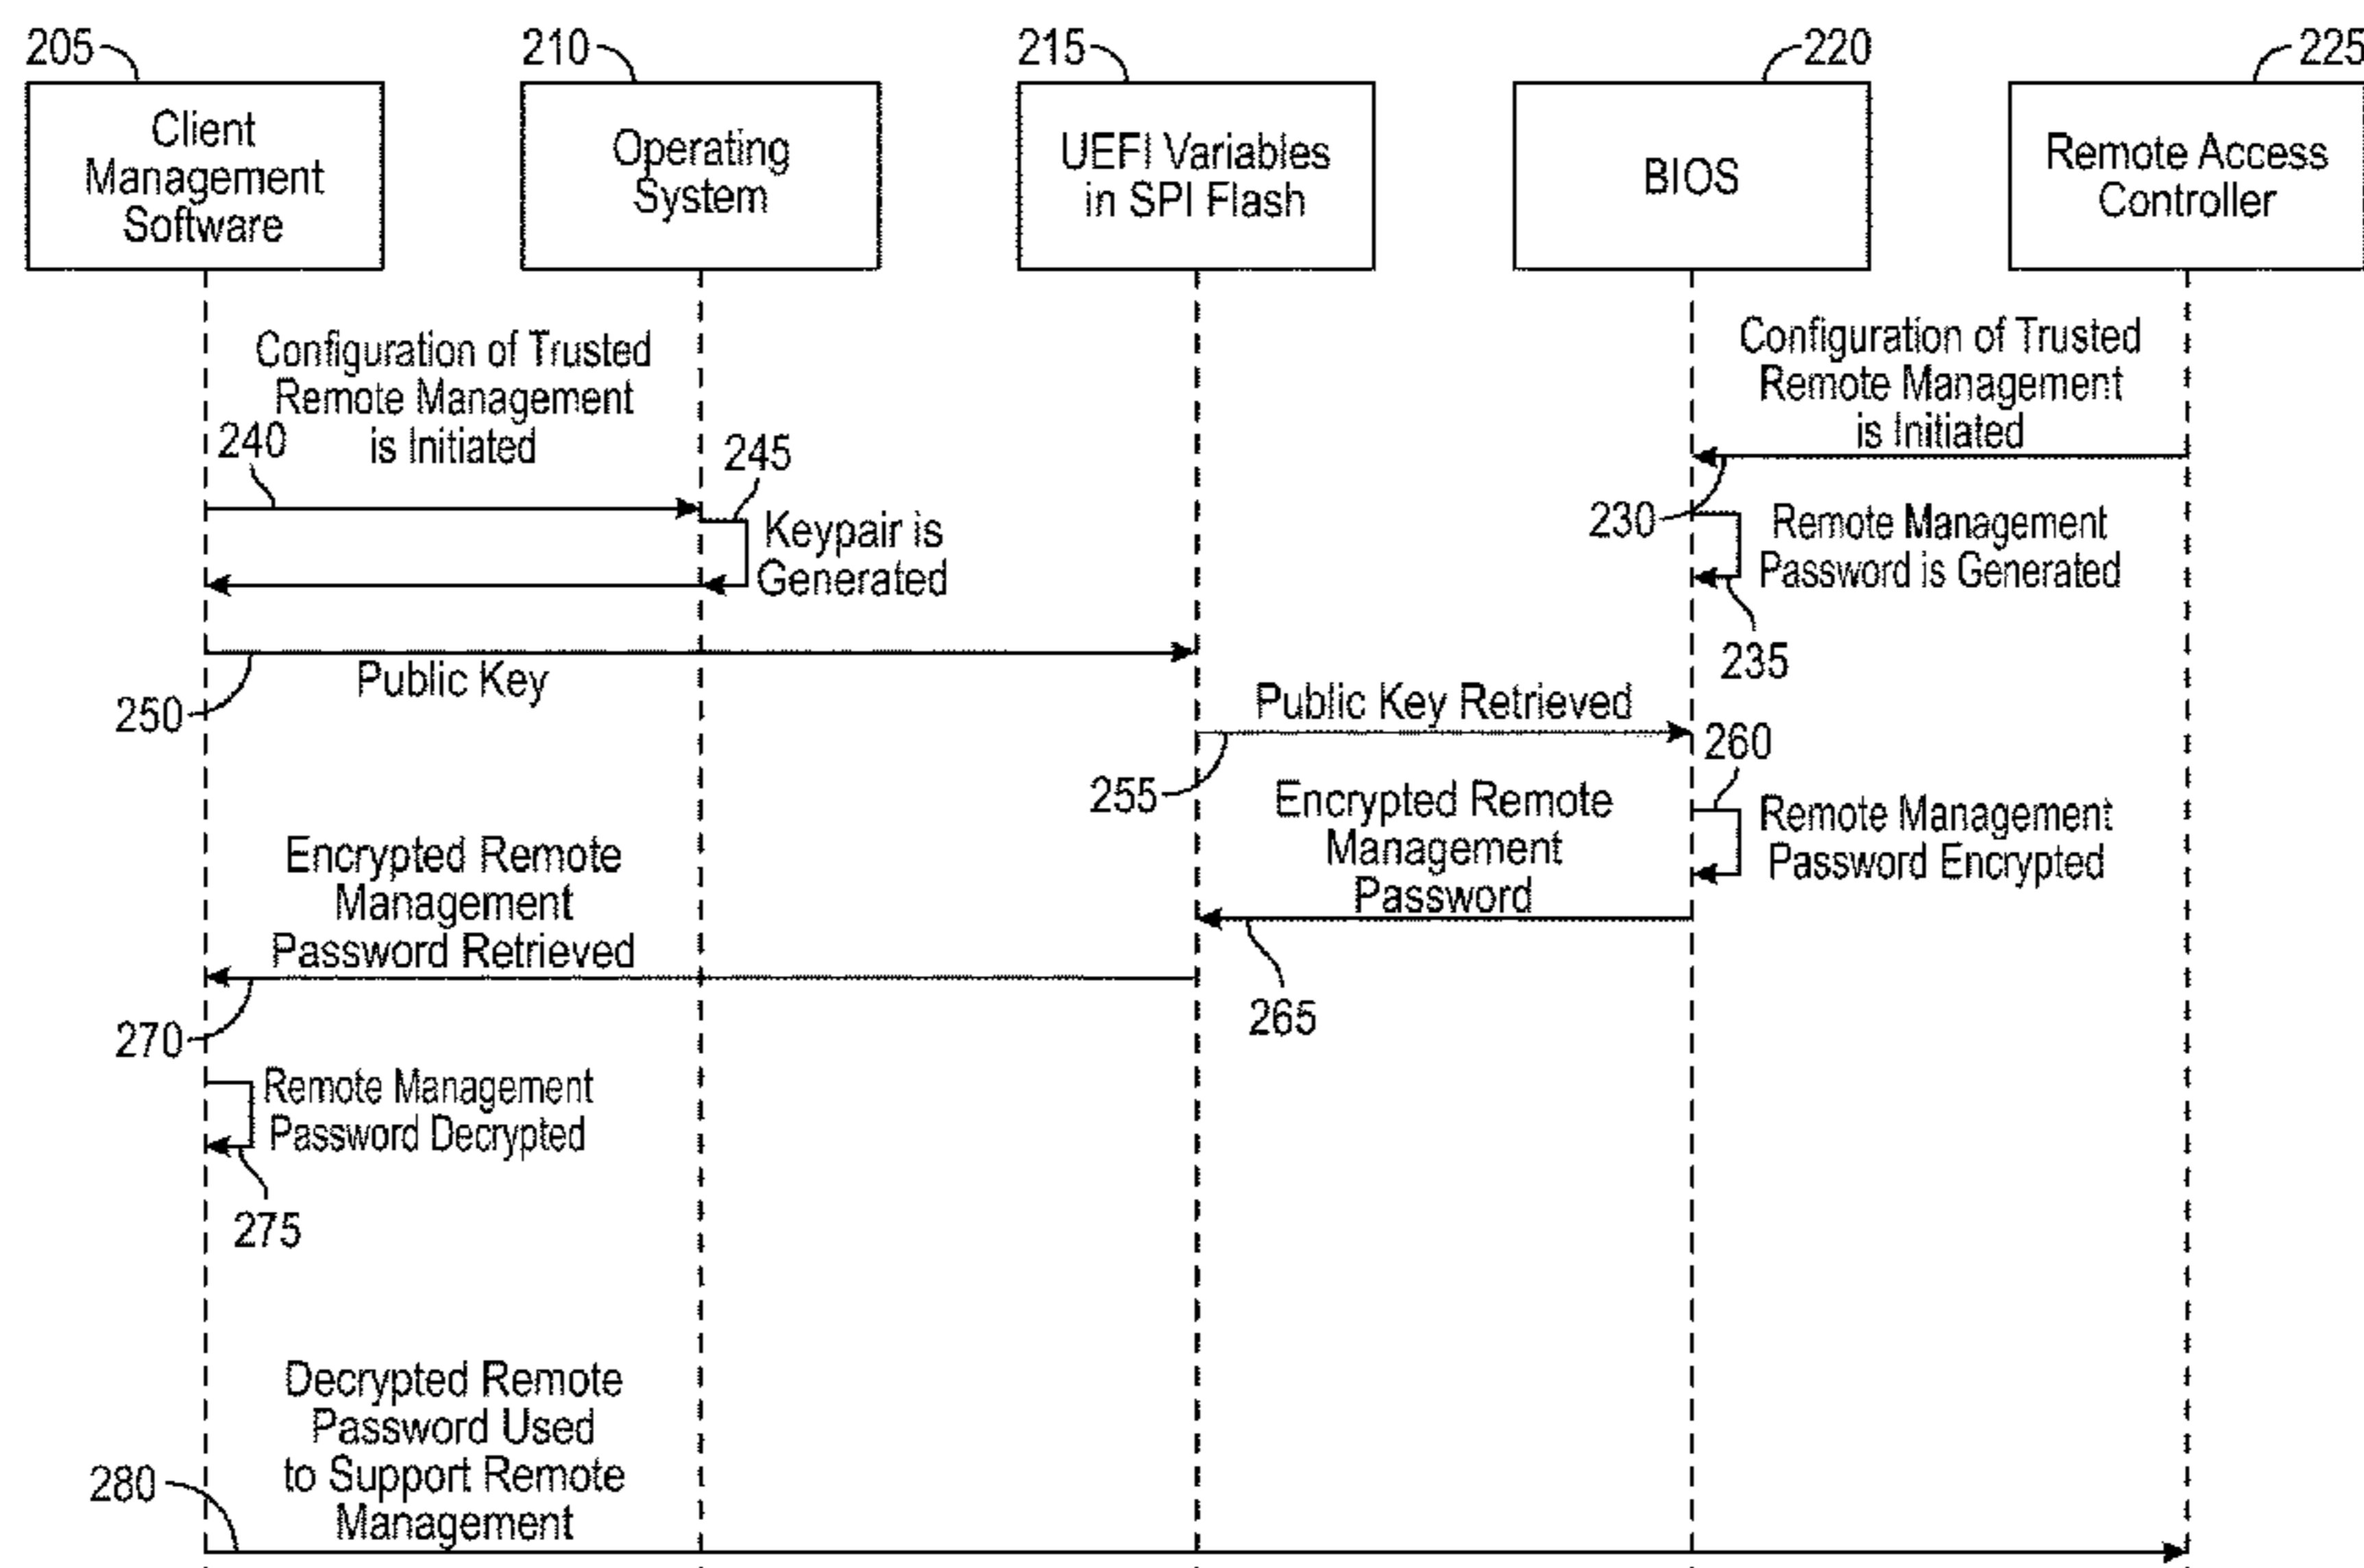 205
210
215
220
225
Client
Management
Software
Operating
System
UEFI Variables
in SPI Flash
BIOS
Remote Access
Controller
Configuration of Trusted
Remote Management
is Initiated
240
245
Keypair is
Generated
Configuration of Trusted
Remote Management
is Initiated
230
Remote Management
Password is Generated
235
Public Key
250
Public Key Retrieved
255
260
Remote Management
Password Encrypted
Encrypted Remote
Management
Password
265
Encrypted Remote
Management
Password Retrieved
270
Remote Management
Password Decrypted
275
Decrypted Remote
Password Used
to Support Remote
Management
280